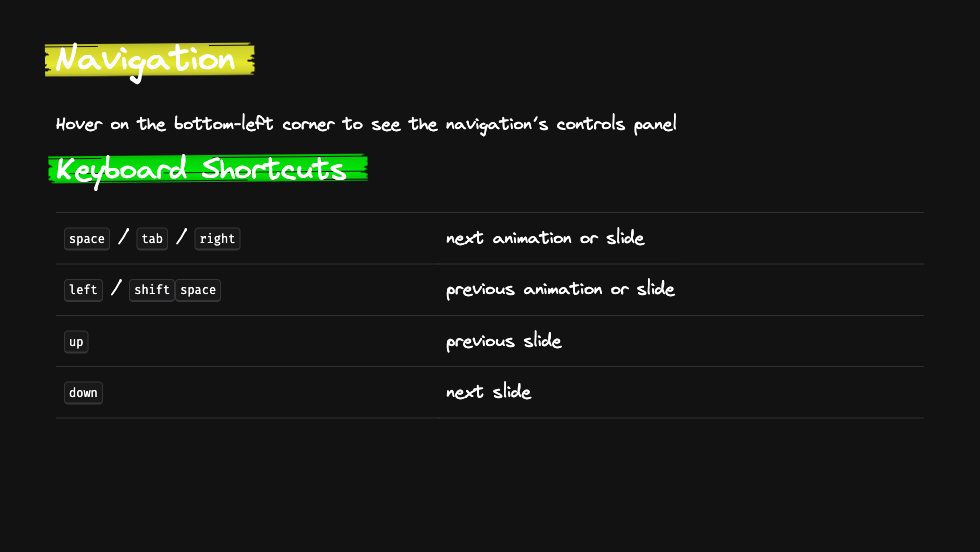 Navigation
Hover on the bottom-left corner to see the navigation's controls panel
Keyboard Shortcuts
space / tab / right next animation or slide
left / shift space previous animation or slide
up previous slide
down next slide